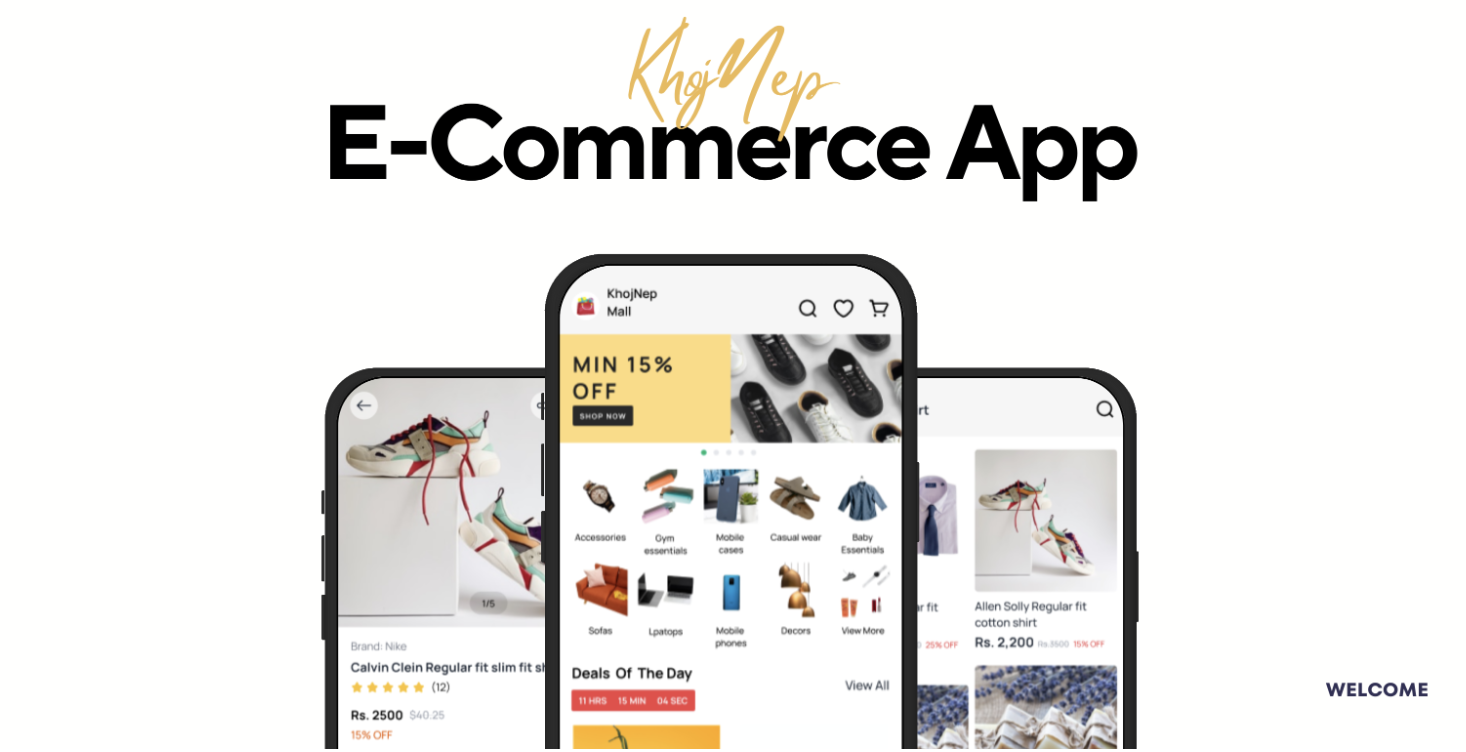 KhojNep
E-Commerce App
KhojNep
Mall
MIN 15%
OFF
SHOP NOW
Accessories
Gym
essentials
Mobile
cases
Casual wear
Baby
Essentials
Sofas
Lpatops
Mobile
phones
Decors
View More
Deals Of The Day
View All
11 HRS 15 MIN 04 SEC
1/5
Brand: Nike
Calvin Clein Regular fit slim fit sh
(12)
Rs. 2500 $40.25
15% OFF
rt
ar fit
0 25% OFF
Allen Solly Regular fit
cotton shirt
Rs. 2,200 Rs.3500 15% OFF
WELCOME